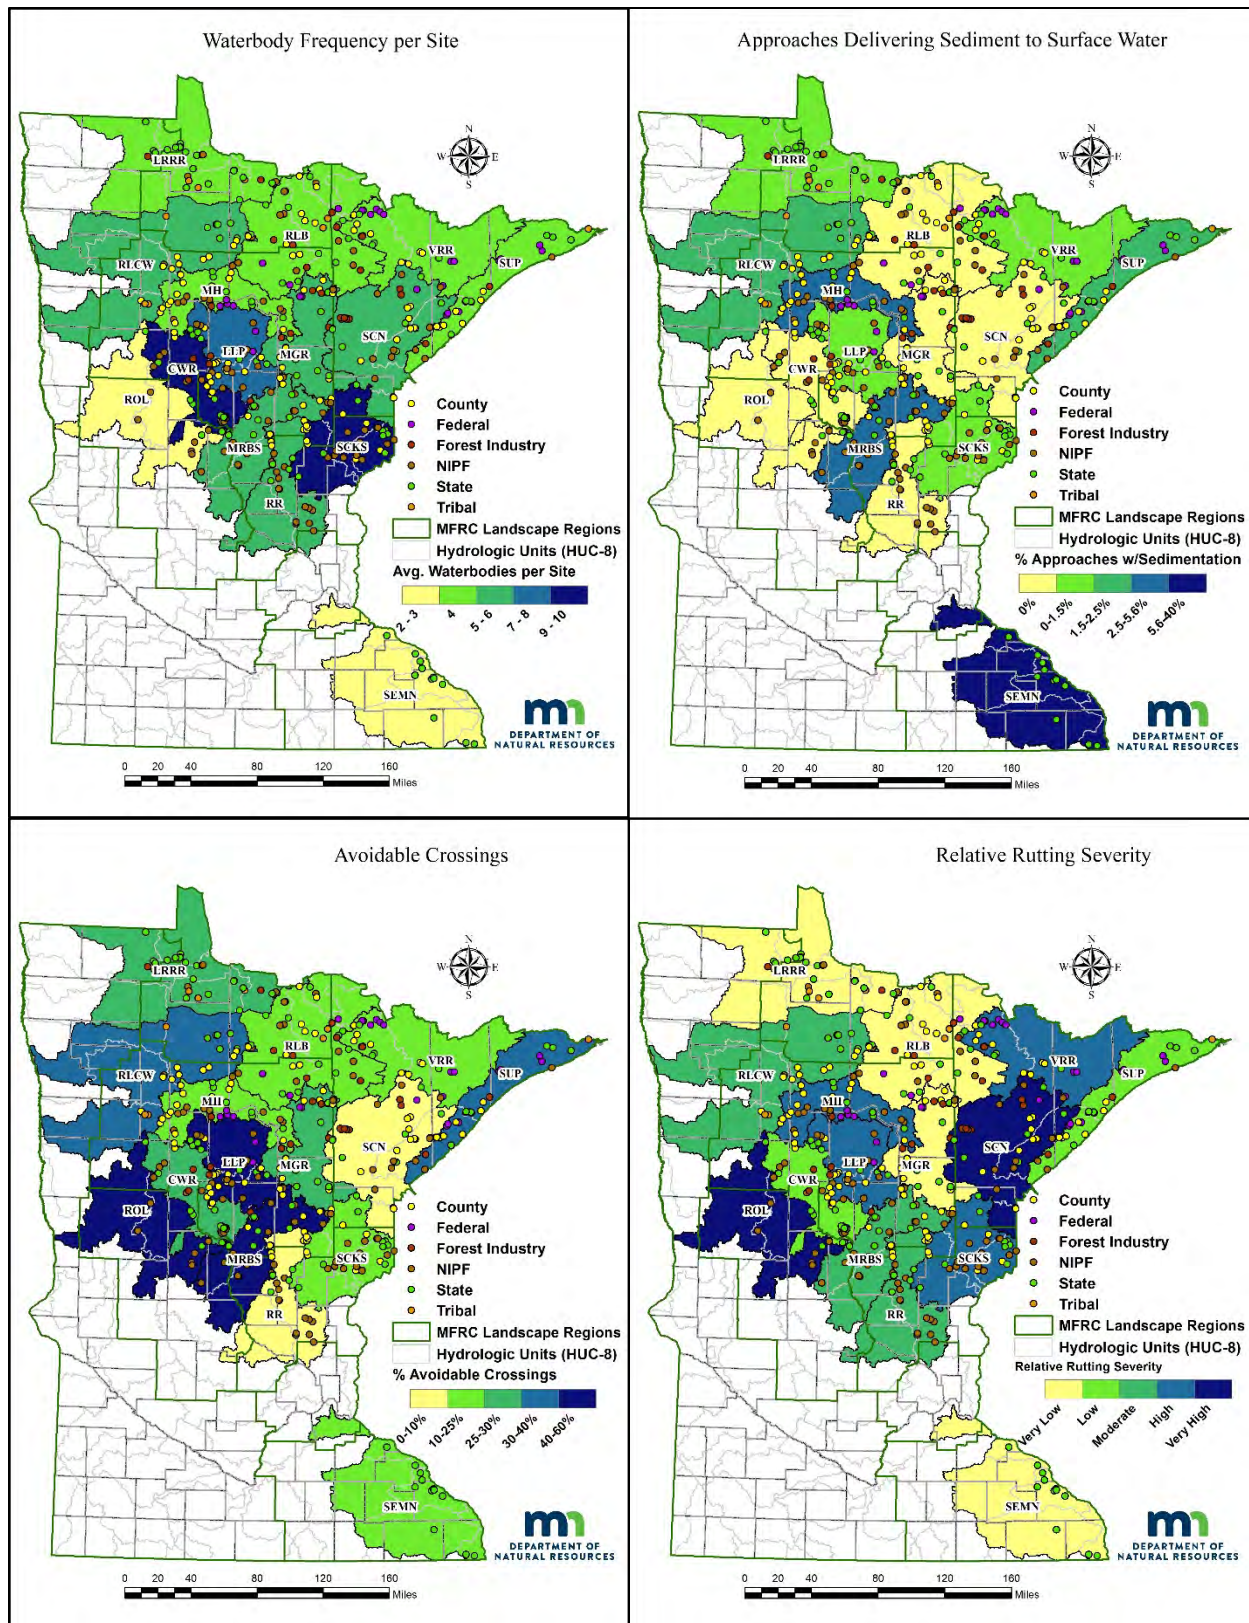 Waterbody Frequency per Site
N
W E
S
LRRR
RLB
VRR
SUP
RLCW
MH
SCN
LLP
MGR
CWR
ROL
MRBS
SCKS
RR
SEMN
County
Federal
Forest Industry
NIPF
State
Tribal
MFRC Landscape Regions
Hydrologic Units (HUC-8)
Avg. Waterbodies per Site
2 - 3
4
5 - 6
7 - 8
9 - 10
DEPARTMENT OF
NATURAL RESOURCES
0 20 40 80 120 160
Miles
Approaches Delivering Sediment to Surface Water
N
W E
S
LRRR
RLB
VRR
SUP
RLCW
MH
SCN
LLP
MGR
CWR
ROL
MRBS
SCKS
RR
SEMN
County
Federal
Forest Industry
NIPF
State
Tribal
MFRC Landscape Regions
Hydrologic Units (HUC-8)
% Approaches w/Sedimentation
0%
0-1.5%
1.5-2.5%
2.5-5.6%
5.6-40%
DEPARTMENT OF
NATURAL RESOURCES
0 20 40 80 120 160
Miles
Avoidable Crossings
N
W E
S
LRRR
RLB
VRR
SUP
RLCW
MH
SCN
LLP
MGR
CWR
ROL
MRBS
SCKS
RR
SEMN
County
Federal
Forest Industry
NIPF
State
Tribal
MFRC Landscape Regions
Hydrologic Units (HUC-8)
% Avoidable Crossings
0-10%
10-25%
25-30%
30-40%
40-60%
DEPARTMENT OF
NATURAL RESOURCES
0 20 40 80 120 160
Miles
Relative Rutting Severity
N
W E
S
LRRR
RLB
VRR
SUP
RLCW
MH
SCN
LLP
MGR
CWR
ROL
MRBS
SCKS
RR
SEMN
County
Federal
Forest Industry
NIPF
State
Tribal
MFRC Landscape Regions
Hydrologic Units (HUC-8)
Relative Rutting Severity
Very Low
Low
Moderate
High
Very High
DEPARTMENT OF
NATURAL RESOURCES
0 20 40 80 120 160
Miles